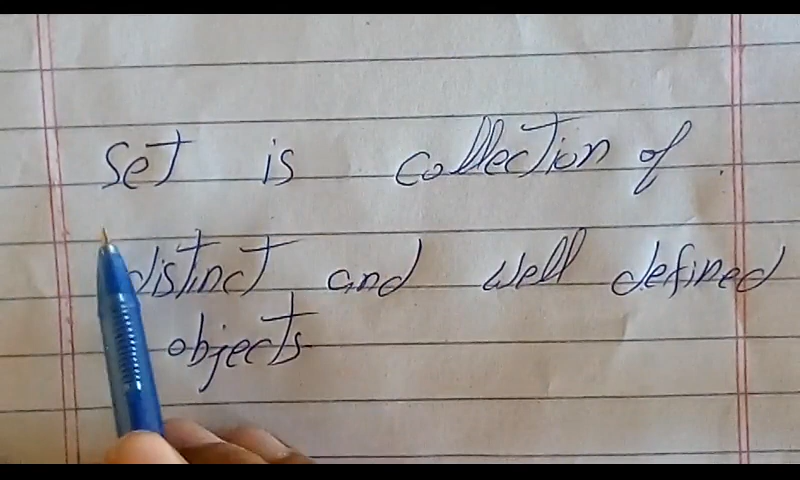 Set is collection of
distinct and well defined
objects